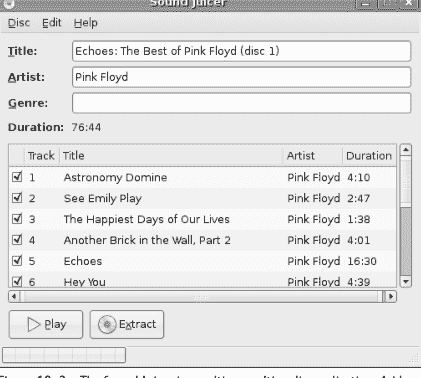 Sound Juicer
Disc Edit Help
Title: Echoes: The Best of Pink Floyd (disc 1)
Artist: Pink Floyd
Genre:
Duration: 76:44
Track Title Artist Duration
1 Astronomy Domine Pink Floyd 4:10
2 See Emily Play Pink Floyd 2:47
3 The Happiest Days of Our Lives Pink Floyd 1:38
4 Another Brick in the Wall, Part 2 Pink Floyd 4:01
5 Echoes Pink Floyd 16:30
6 Hey You Pink Floyd 4:39
Play Extract